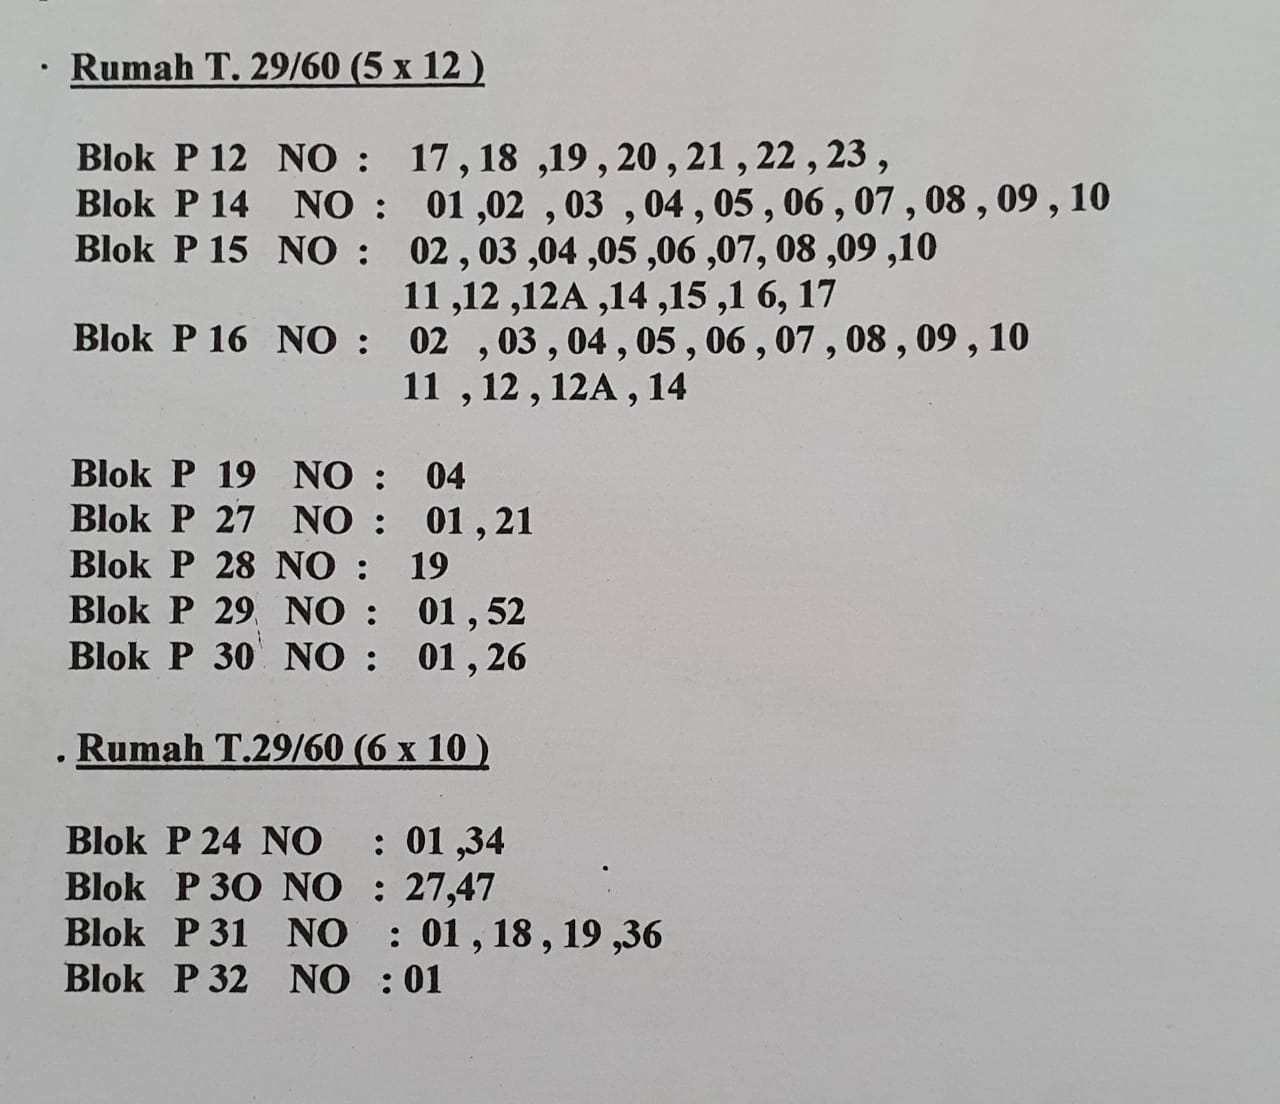 · Rumah T. 29/60 (5 x 12 )
Blok P 12 NO : 17 , 18 ,19 , 20 , 21 , 22 , 23 ,
Blok P 14 NO : 01 ,02 , 03 , 04 , 05 , 06 , 07 , 08 , 09 , 10
Blok P 15 NO : 02 , 03 ,04 ,05 ,06 ,07, 08 ,09 ,10
11 ,12 ,12A ,14 ,15 ,1 6, 17
Blok P 16 NO : 02 , 03 , 04 , 05 , 06 , 07 , 08 , 09 , 10
11 , 12 , 12A , 14
Blok P 19 NO : 04
Blok P 27 NO : 01 , 21
Blok P 28 NO : 19
Blok P 29 NO : 01 , 52
Blok P 30 NO : 01 , 26
. Rumah T.29/60 (6 x 10 )
Blok P 24 NO : 01 ,34
Blok P 3O NO : 27,47
Blok P 31 NO : 01 , 18 , 19 ,36
Blok P 32 NO : 01